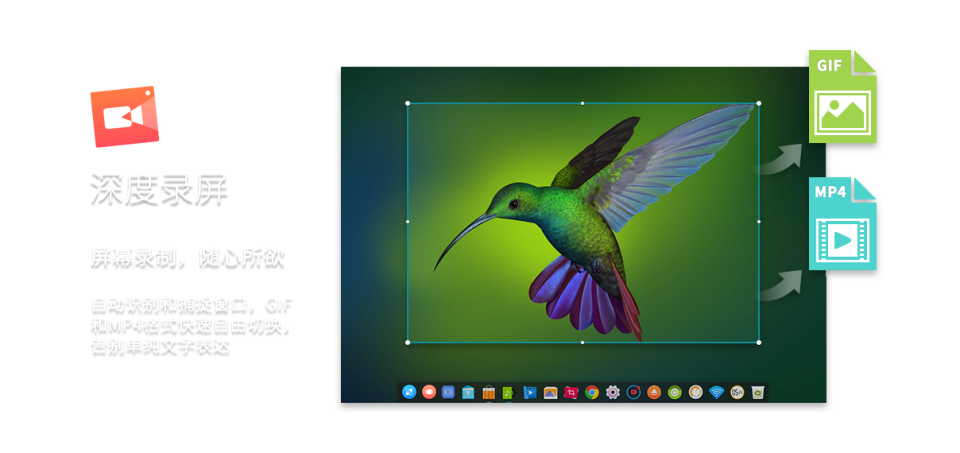 深度录屏
屏幕录制，随心所欲
自动识别和捕捉窗口，GIF
和MP4格式快速自由切换，
告别单纯文字表达
GIF
MP4